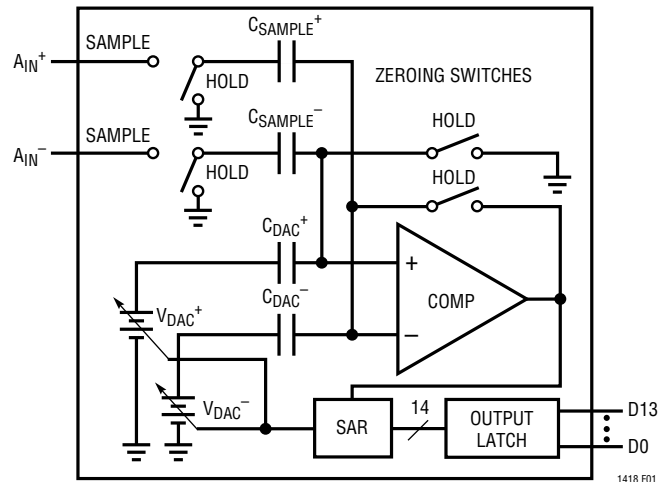 C_SAMPLE⁺
A_IN⁺
SAMPLE
HOLD
ZEROING SWITCHES
C_SAMPLE⁻
A_IN⁻
SAMPLE
HOLD
HOLD
HOLD
C_DAC⁺
+
COMP
C_DAC⁻
−
V_DAC⁺
V_DAC⁻
SAR
14
OUTPUT
LATCH
D13
D0
1418 F01